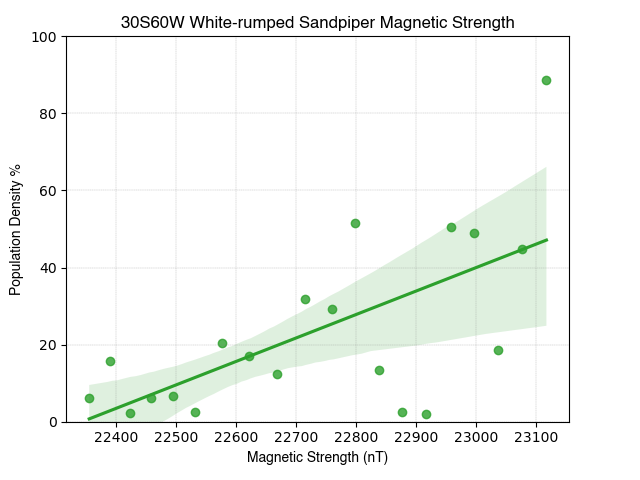 30S60W White-rumped Sandpiper Magnetic Strength
100
80
60
40
20
0
Population Density %
22400 22500 22600 22700 22800 22900 23000 23100
Magnetic Strength (nT)